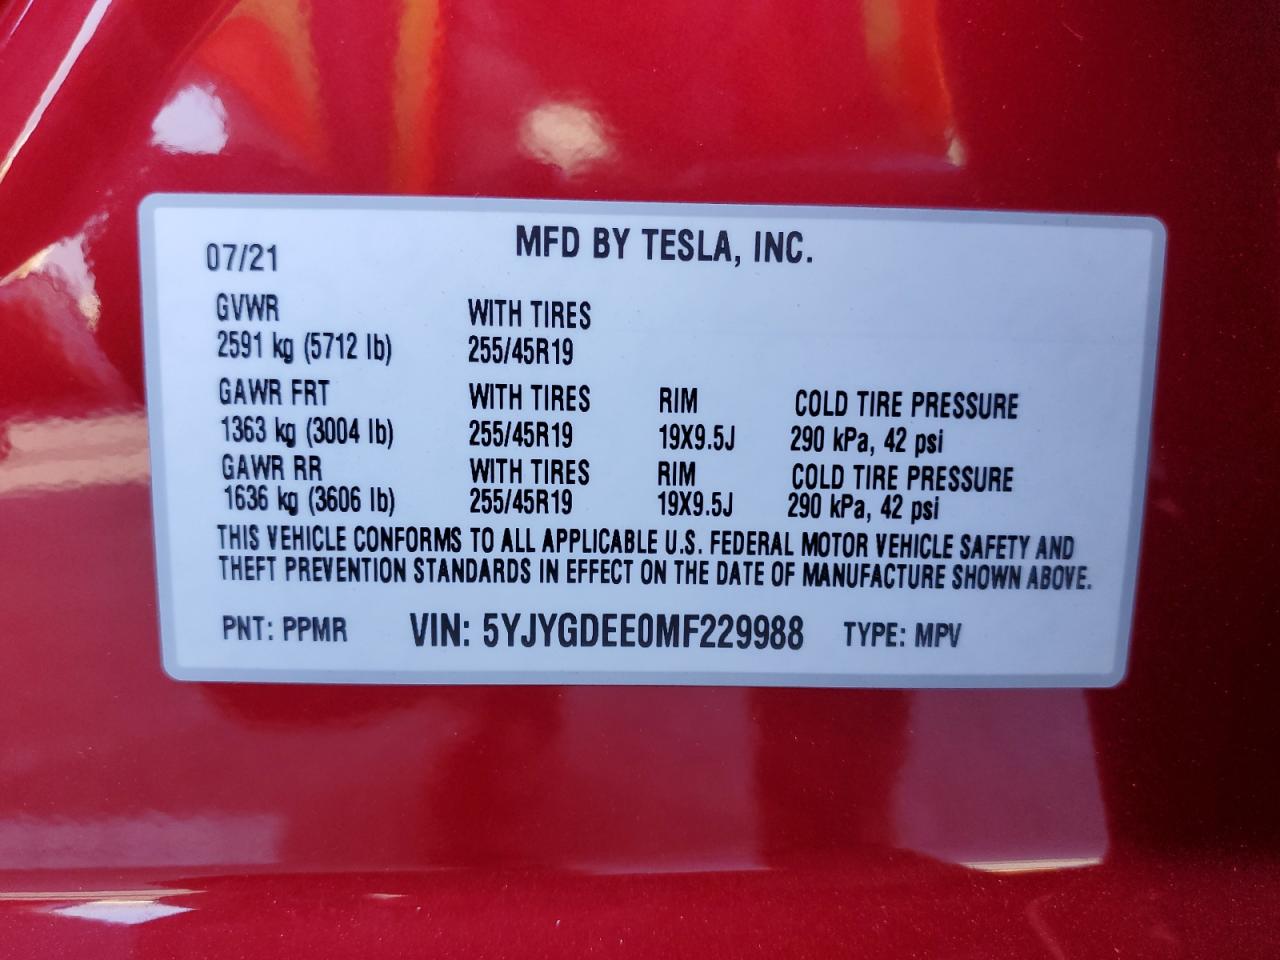 07/21 MFD BY TESLA, INC.
GVWR WITH TIRES
2591 kg (5712 lb) 255/45R19
GAWR FRT WITH TIRES RIM COLD TIRE PRESSURE
1363 kg (3004 lb) 255/45R19 19X9.5J 290 kPa, 42 psi
GAWR RR WITH TIRES RIM COLD TIRE PRESSURE
1636 kg (3606 lb) 255/45R19 19X9.5J 290 kPa, 42 psi
THIS VEHICLE CONFORMS TO ALL APPLICABLE U.S. FEDERAL MOTOR VEHICLE SAFETY AND
THEFT PREVENTION STANDARDS IN EFFECT ON THE DATE OF MANUFACTURE SHOWN ABOVE.
PNT: PPMR VIN: 5YJYGDEE0MF229988 TYPE: MPV